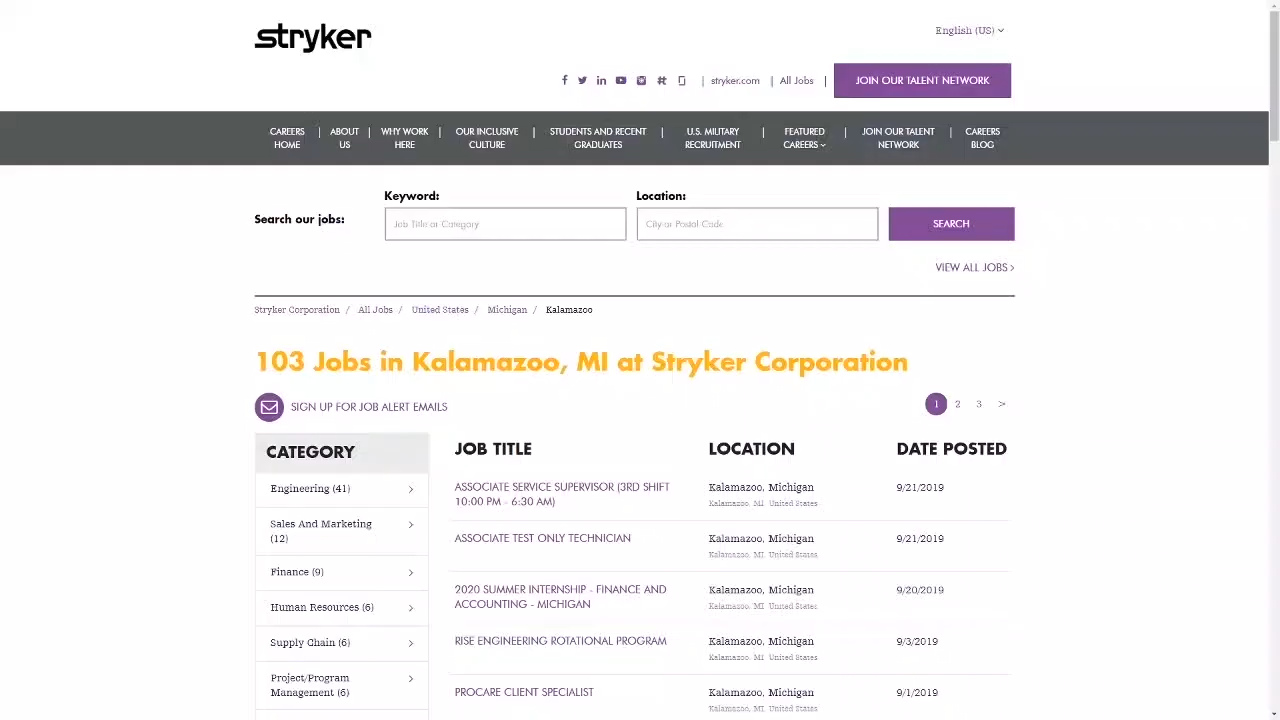 stryker
English (US)
| stryker.com | All Jobs | JOIN OUR TALENT NETWORK
CAREERS HOME | ABOUT US | WHY WORK HERE | OUR INCLUSIVE CULTURE | STUDENTS AND RECENT GRADUATES | U.S. MILITARY RECRUITMENT | FEATURED CAREERS | JOIN OUR TALENT NETWORK | CAREERS BLOG
Search our jobs:
Keyword:
Job Title or Category
Location:
City or Postal Code
SEARCH
VIEW ALL JOBS >
Stryker Corporation / All Jobs / United States / Michigan / Kalamazoo
103 Jobs in Kalamazoo, MI at Stryker Corporation
SIGN UP FOR JOB ALERT EMAILS
1 2 3 >
CATEGORY
Engineering (41)
Sales And Marketing
(12)
Finance (9)
Human Resources (6)
Supply Chain (6)
Project/Program
Management (6)
JOB TITLE LOCATION DATE POSTED
ASSOCIATE SERVICE SUPERVISOR (3RD SHIFT
10:00 PM - 6:30 AM)
Kalamazoo, Michigan
Kalamazoo, MI United States
9/21/2019
ASSOCIATE TEST ONLY TECHNICIAN
Kalamazoo, Michigan
Kalamazoo, MI United States
9/21/2019
2020 SUMMER INTERNSHIP - FINANCE AND
ACCOUNTING - MICHIGAN
Kalamazoo, Michigan
Kalamazoo, MI United States
9/20/2019
RISE ENGINEERING ROTATIONAL PROGRAM
Kalamazoo, Michigan
Kalamazoo, MI United States
9/3/2019
PROCARE CLIENT SPECIALIST
Kalamazoo, Michigan
Kalamazoo, MI United States
9/1/2019